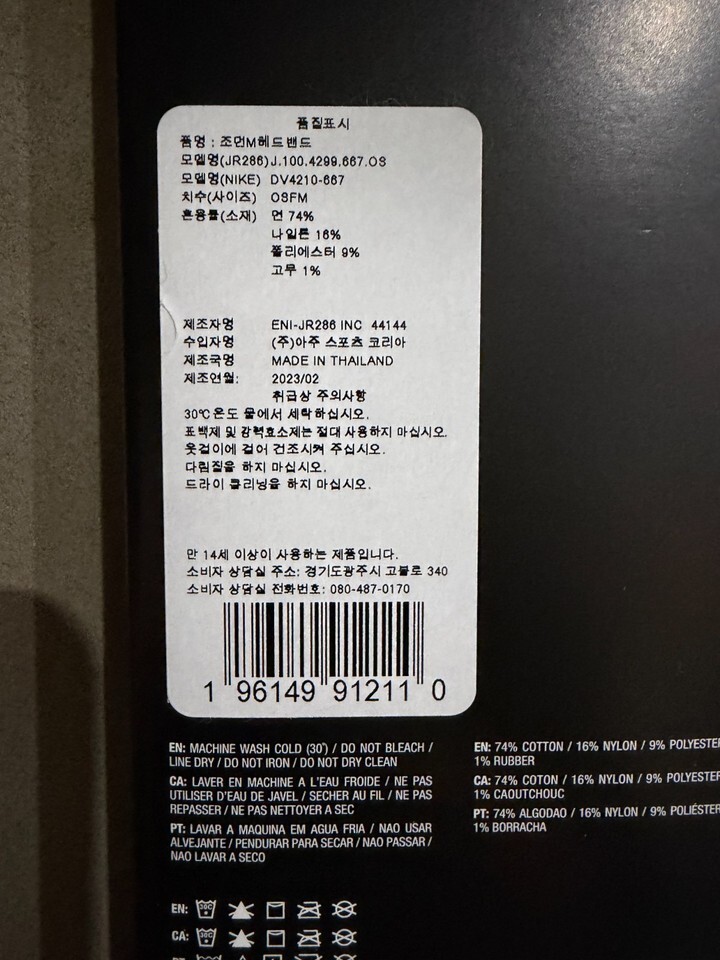 품질표시
품명 : 조던M헤드밴드
모델명(JR286) J.100.4299.667.OS
모델명(NIKE) DV4210-667
치수(사이즈) OSFM
혼용률(소재) 면 74%
나일론 16%
폴리에스터 9%
고무 1%
제조자명 ENI-JR286 INC 44144
수입자명 (주)아주 스포츠 코리아
제조국명 MADE IN THAILAND
제조연월: 2023/02
취급상 주의사항
30℃온도 물에서 세탁하십시오.
표백제 및 강력효소제는 절대 사용하지 마십시오.
옷걸이에 걸어 건조시켜 주십시오.
다림질을 하지 마십시오.
드라이 클리닝을 하지 마십시오.
만 14세 이상이 사용하는 제품입니다.
소비자 상담실 주소: 경기도광주시 고불로 340
소비자 상담실 전화번호: 080-487-0170
1 96149 91211 0
EN: MACHINE WASH COLD (30°) / DO NOT BLEACH /
LINE DRY / DO NOT IRON / DO NOT DRY CLEAN
CA: LAVER EN MACHINE A L'EAU FROIDE / NE PAS
UTILISER D'EAU DE JAVEL / SECHER AU FIL / NE PAS
REPASSER / NE PAS NETTOYER A SEC
PT: LAVAR A MAQUINA EM AGUA FRIA / NAO USAR
ALVEJANTE / PENDURAR PARA SECAR / NAO PASSAR /
NAO LAVAR A SECO
EN: 74% COTTON / 16% NYLON / 9% POLYESTER
1% RUBBER
CA: 74% COTON / 16% NYLON / 9% POLYESTER
1% CAOUTCHOUC
PT: 74% ALGODAO / 16% NYLON / 9% POLIÉSTER
1% BORRACHA
EN: 30C
CA: 30C